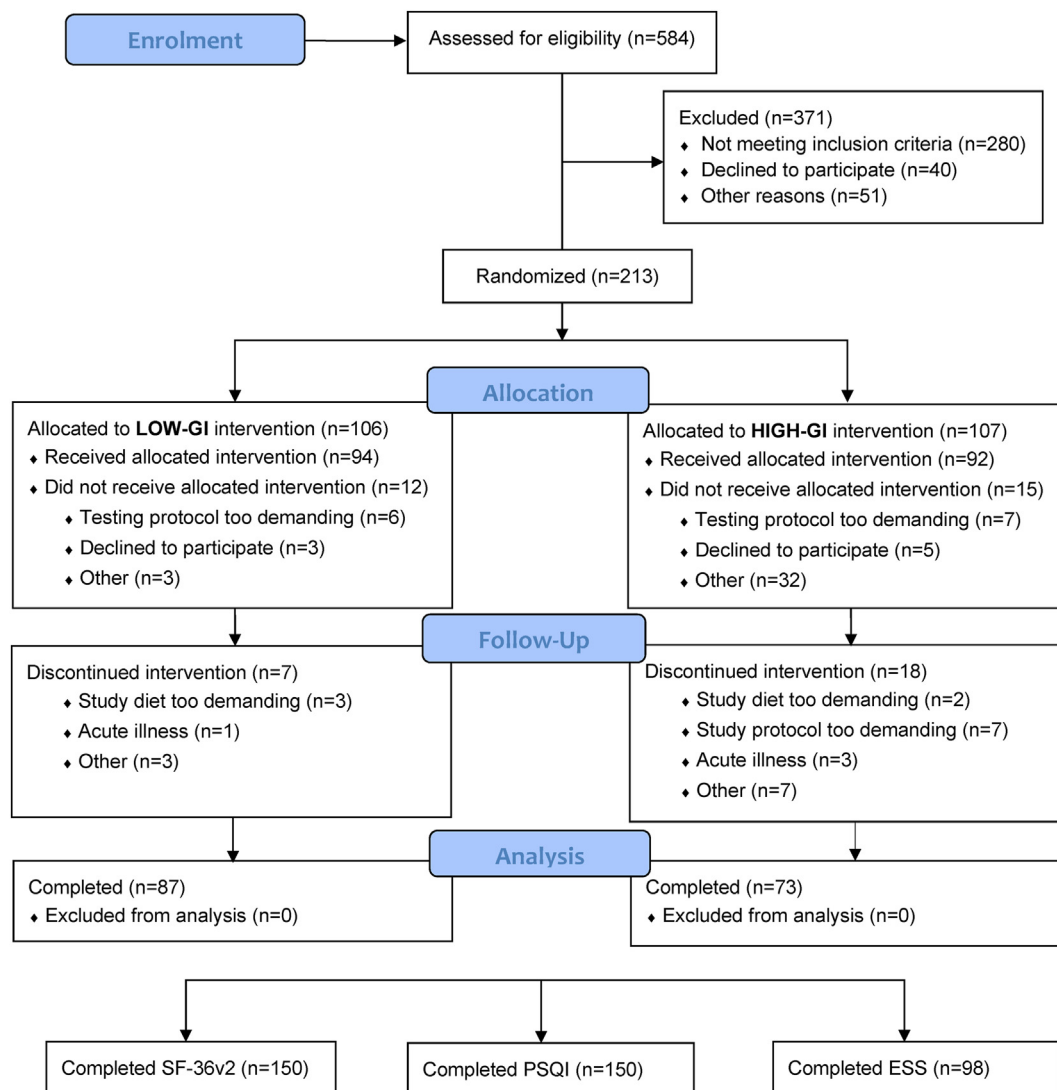 Enrolment
Assessed for eligibility (n=584)
Excluded (n=371)
♦ Not meeting inclusion criteria (n=280)
♦ Declined to participate (n=40)
♦ Other reasons (n=51)
Randomized (n=213)
Allocation
Allocated to LOW-GI intervention (n=106)
♦ Received allocated intervention (n=94)
♦ Did not receive allocated intervention (n=12)
♦ Testing protocol too demanding (n=6)
♦ Declined to participate (n=3)
♦ Other (n=3)
Allocated to HIGH-GI intervention (n=107)
♦ Received allocated intervention (n=92)
♦ Did not receive allocated intervention (n=15)
♦ Testing protocol too demanding (n=7)
♦ Declined to participate (n=5)
♦ Other (n=32)
Follow-Up
Discontinued intervention (n=7)
♦ Study diet too demanding (n=3)
♦ Acute illness (n=1)
♦ Other (n=3)
Discontinued intervention (n=18)
♦ Study diet too demanding (n=2)
♦ Study protocol too demanding (n=7)
♦ Acute illness (n=3)
♦ Other (n=7)
Analysis
Completed (n=87)
♦ Excluded from analysis (n=0)
Completed (n=73)
♦ Excluded from analysis (n=0)
Completed SF-36v2 (n=150)
Completed PSQI (n=150)
Completed ESS (n=98)